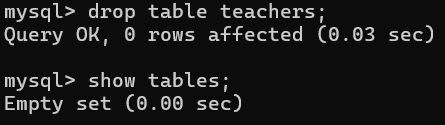 mysql> drop table teachers;
Query OK, 0 rows affected (0.03 sec)
mysql> show tables;
Empty set (0.00 sec)